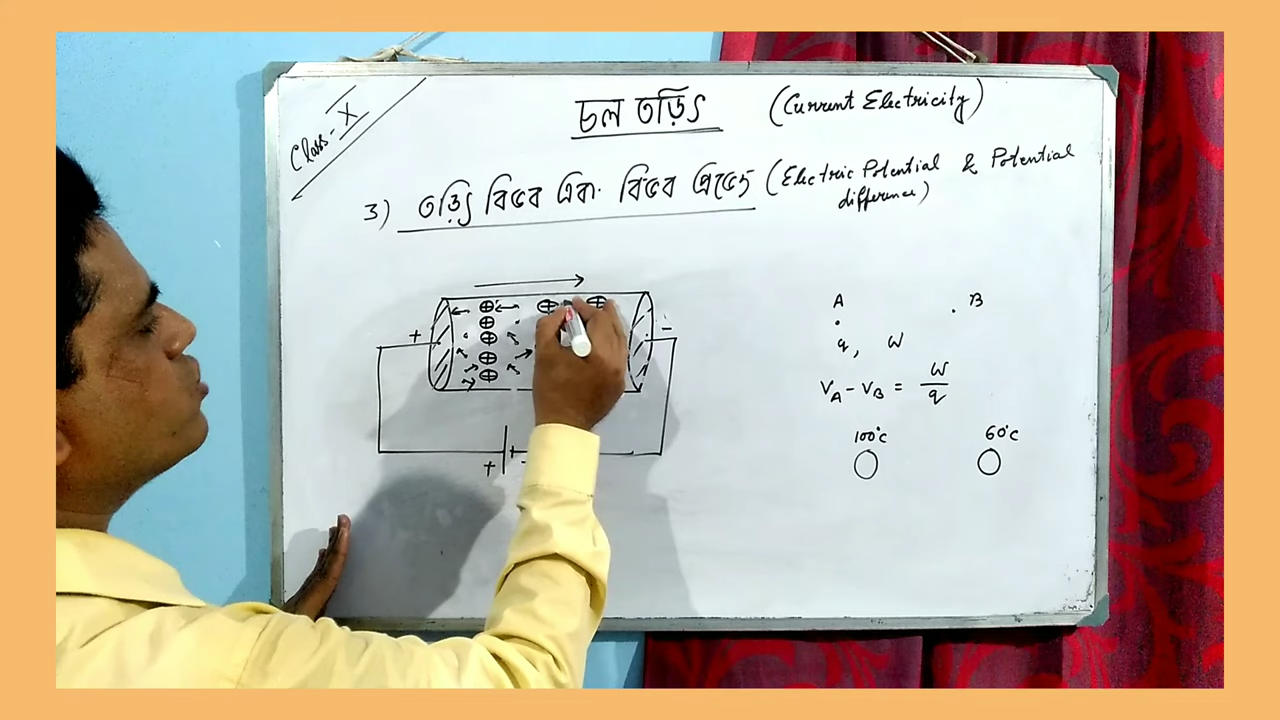 Class - X
চল তড়িৎ (Current Electricity)
3) তড়িৎ বিভব এবং বিভব প্রভেদ (Electric Potential & Potential
difference)
A . B
+ -
q, W
V_A - V_B = W/q
100°C 60°C
+ -